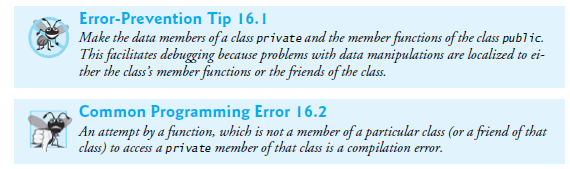 Error-Prevention Tip 16.1
Make the data members of a class private and the member functions of the class public.
This facilitates debugging because problems with data manipulations are localized to ei-
ther the class's member functions or the friends of the class.
Common Programming Error 16.2
An attempt by a function, which is not a member of a particular class (or a friend of that
class) to access a private member of that class is a compilation error.